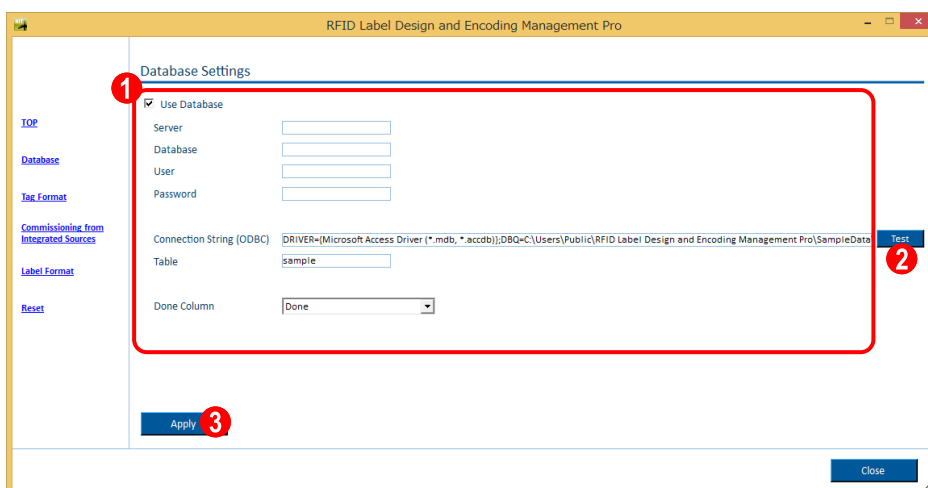 RFID Label Design and Encoding Management Pro
Database Settings
1
Use Database
TOP
Server
Database
Database
User
Tag Format
Password
Commissioning from
Integrated Sources
Connection String (ODBC) DRIVER={Microsoft Access Driver (*.mdb, *.accdb)};DBQ=C:\Users\Public\RFID Label Design and Encoding Management Pro\SampleData Test
2
Table sample
Label Format
Reset
Done Column Done
Apply 3
Close